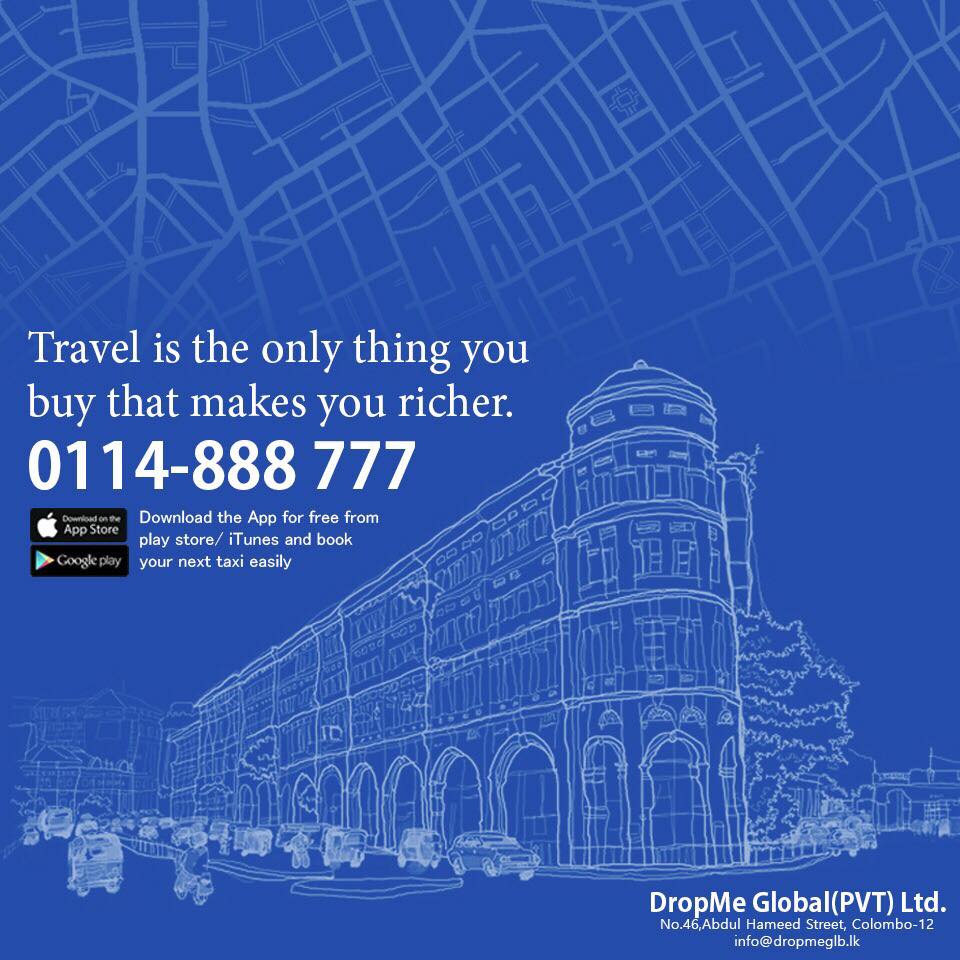 Travel is the only thing you
buy that makes you richer.
0114-888 777
Download on the
App Store
Google play
Download the App for free from
play store/ iTunes and book
your next taxi easily
DropMe Global(PVT) Ltd.
No.46,Abdul Hameed Street, Colombo-12
info@dropmeglb.lk